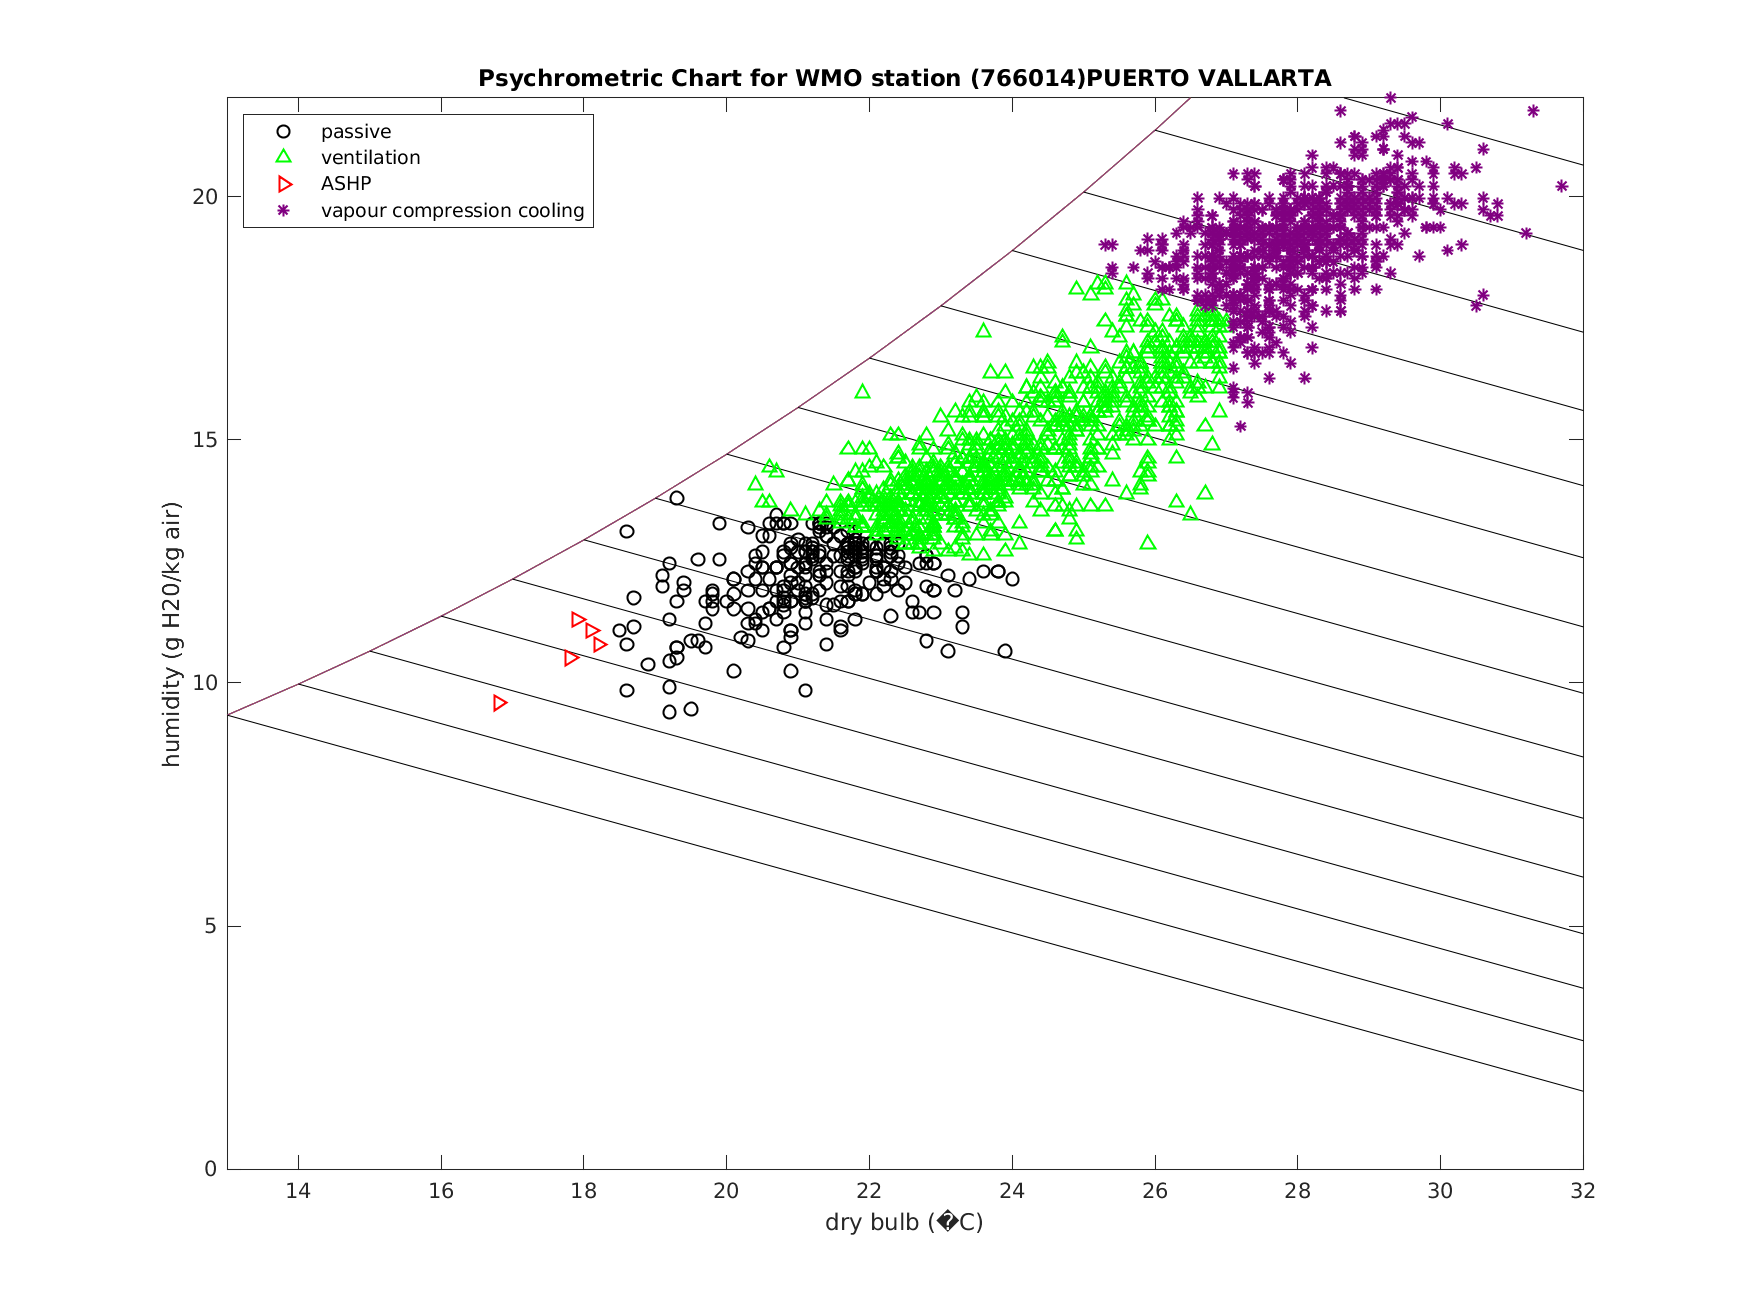 Psychrometric Chart for WMO station (766014)PUERTO VALLARTA
passive
ventilation
ASHP
vapour compression cooling
humidity (g H20/kg air)
20
15
10
5
0
14 16 18 20 22 24 26 28 30 32
dry bulb (�C)